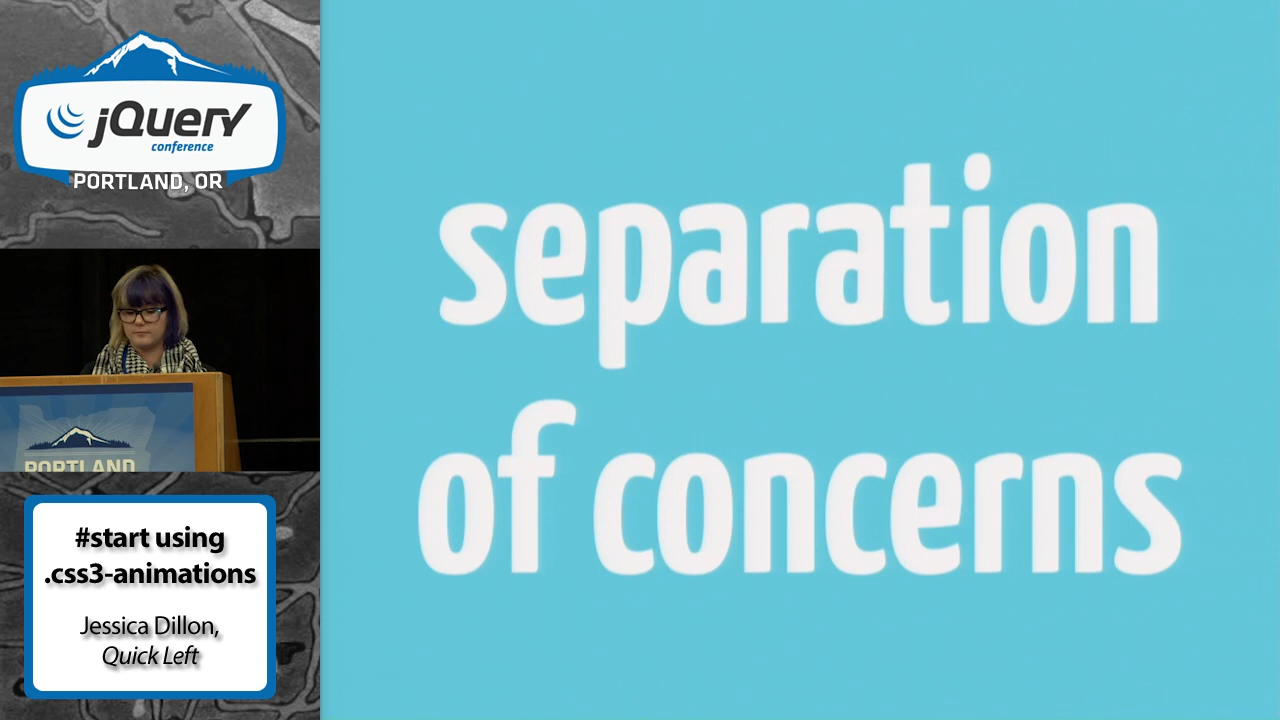 jQuery
conference
PORTLAND, OR
PORTLAND
#start using
.css3-animations
Jessica Dillon,
Quick Left
separation
of concerns